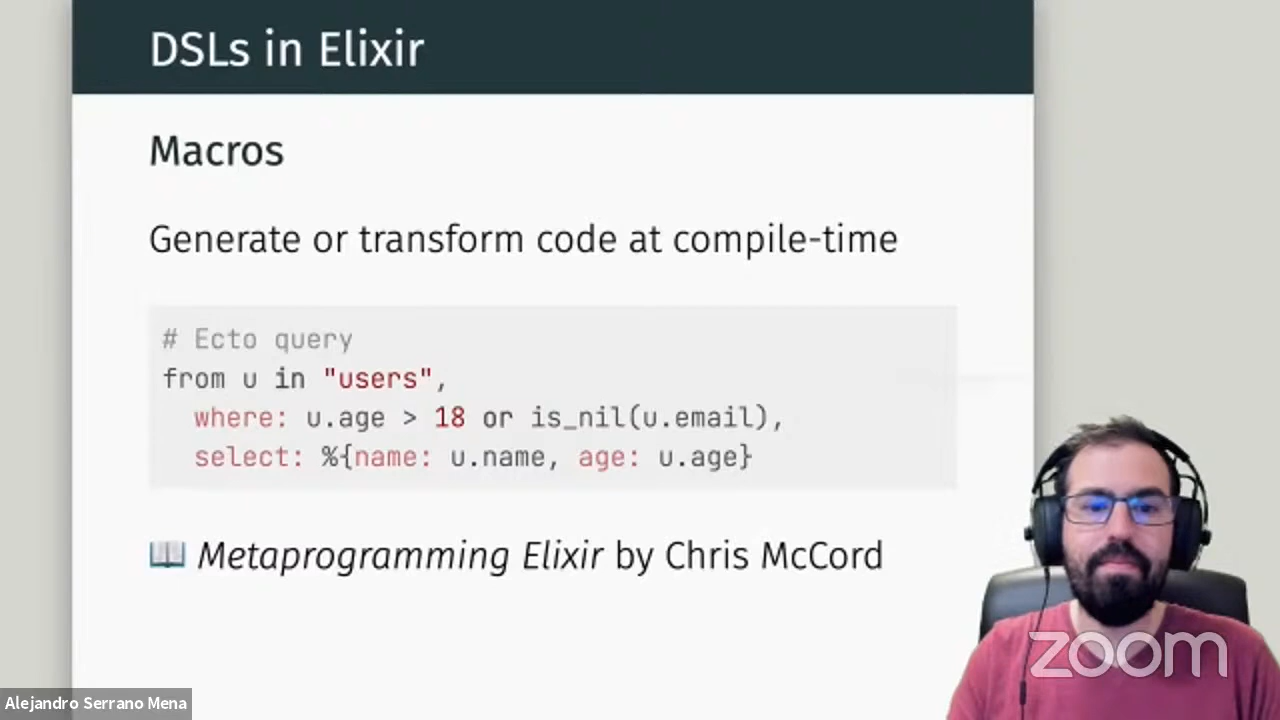 DSLs in Elixir
Macros
Generate or transform code at compile-time
# Ecto query
from u in "users",
  where: u.age > 18 or is_nil(u.email),
  select: %{name: u.name, age: u.age}
📖 Metaprogramming Elixir by Chris McCord
zoom
Alejandro Serrano Mena